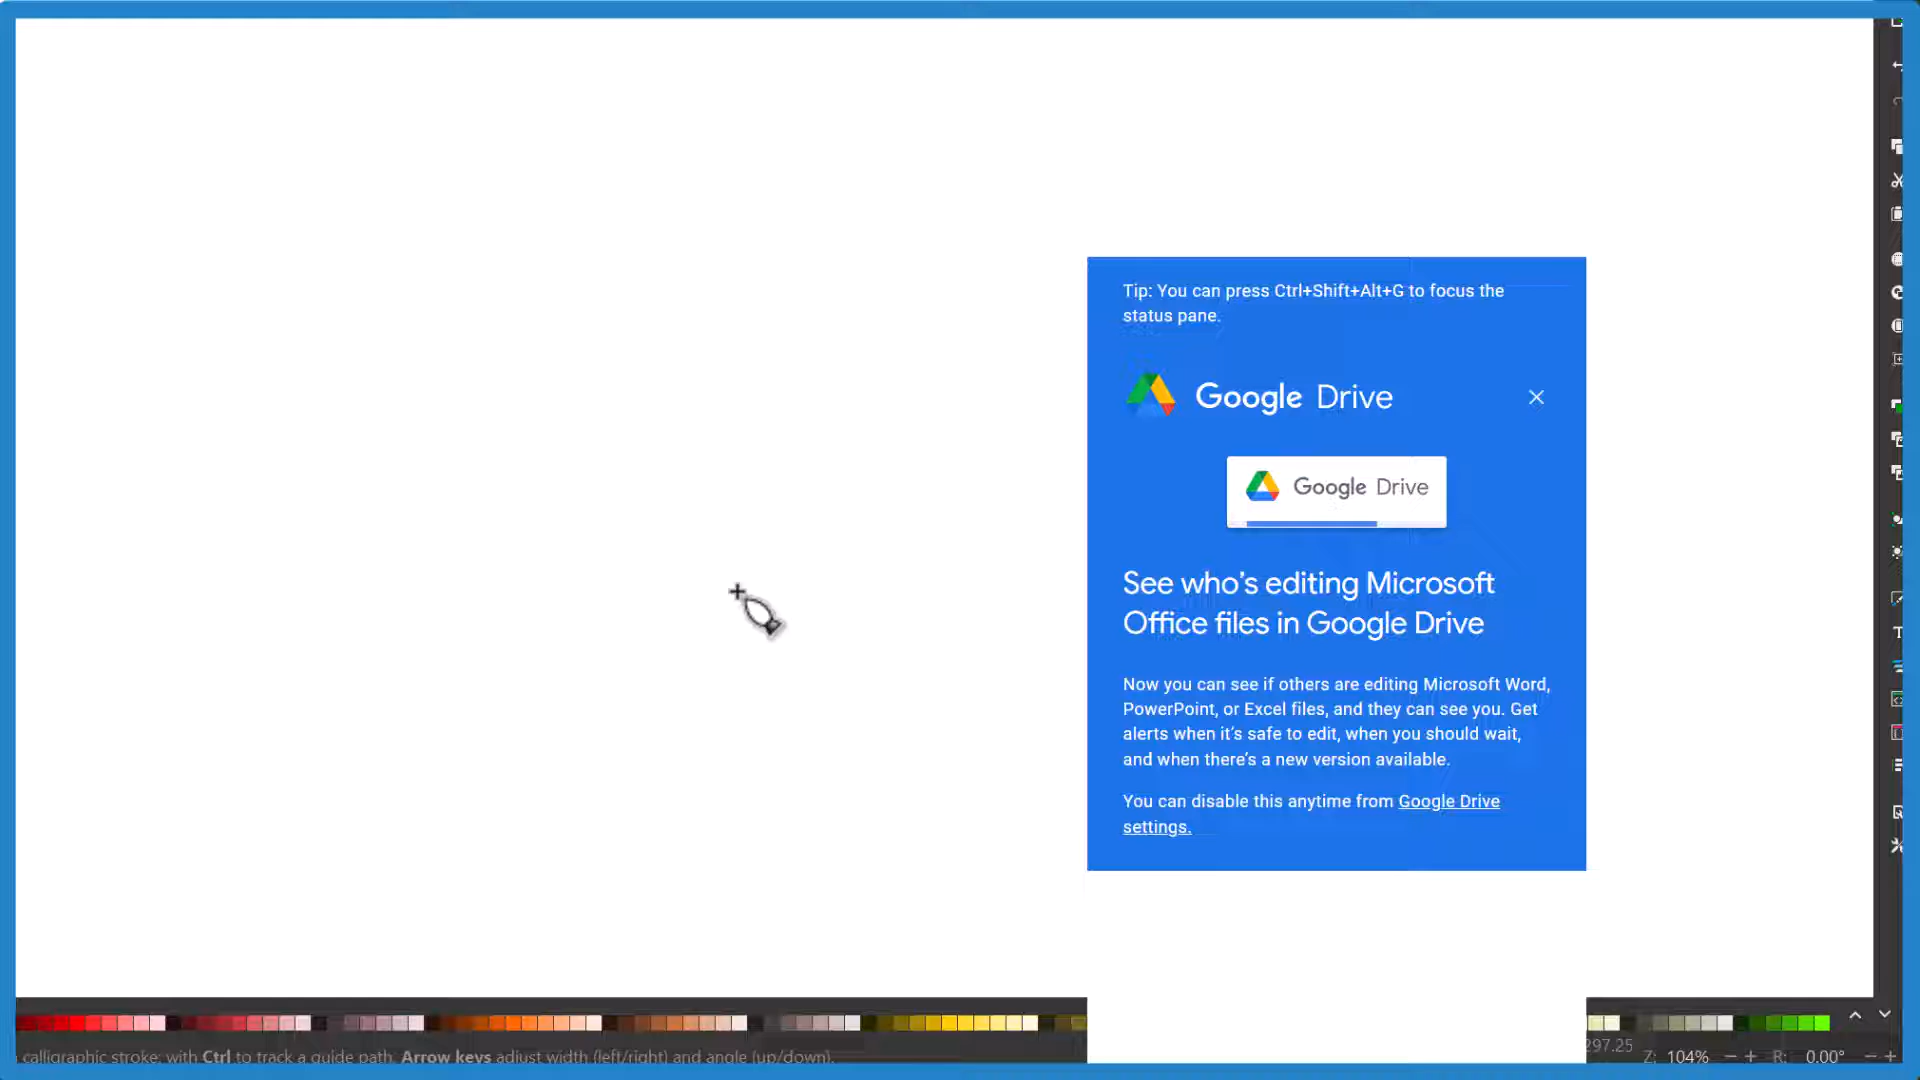 Tip: You can press Ctrl+Shift+Alt+G to focus the
status pane.
Google Drive
Google Drive
See who's editing Microsoft
Office files in Google Drive
Now you can see if others are editing Microsoft Word,
PowerPoint, or Excel files, and they can see you. Get
alerts when it's safe to edit, when you should wait,
and when there's a new version available.
You can disable this anytime from Google Drive
settings.
calligraphic stroke; with Ctrl to track a guide path. Arrow keys adjust width (left/right) and angle (up/down).
297.25
Z: 104% R: 0.00°